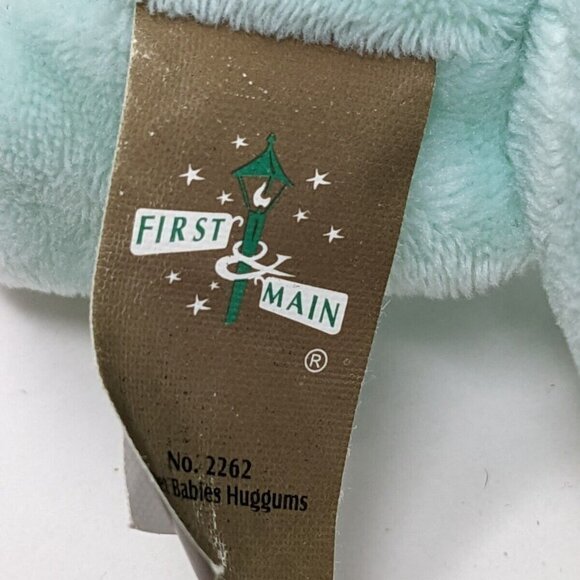 FIRST
&
MAIN
®
No. 2262
Babies Huggums